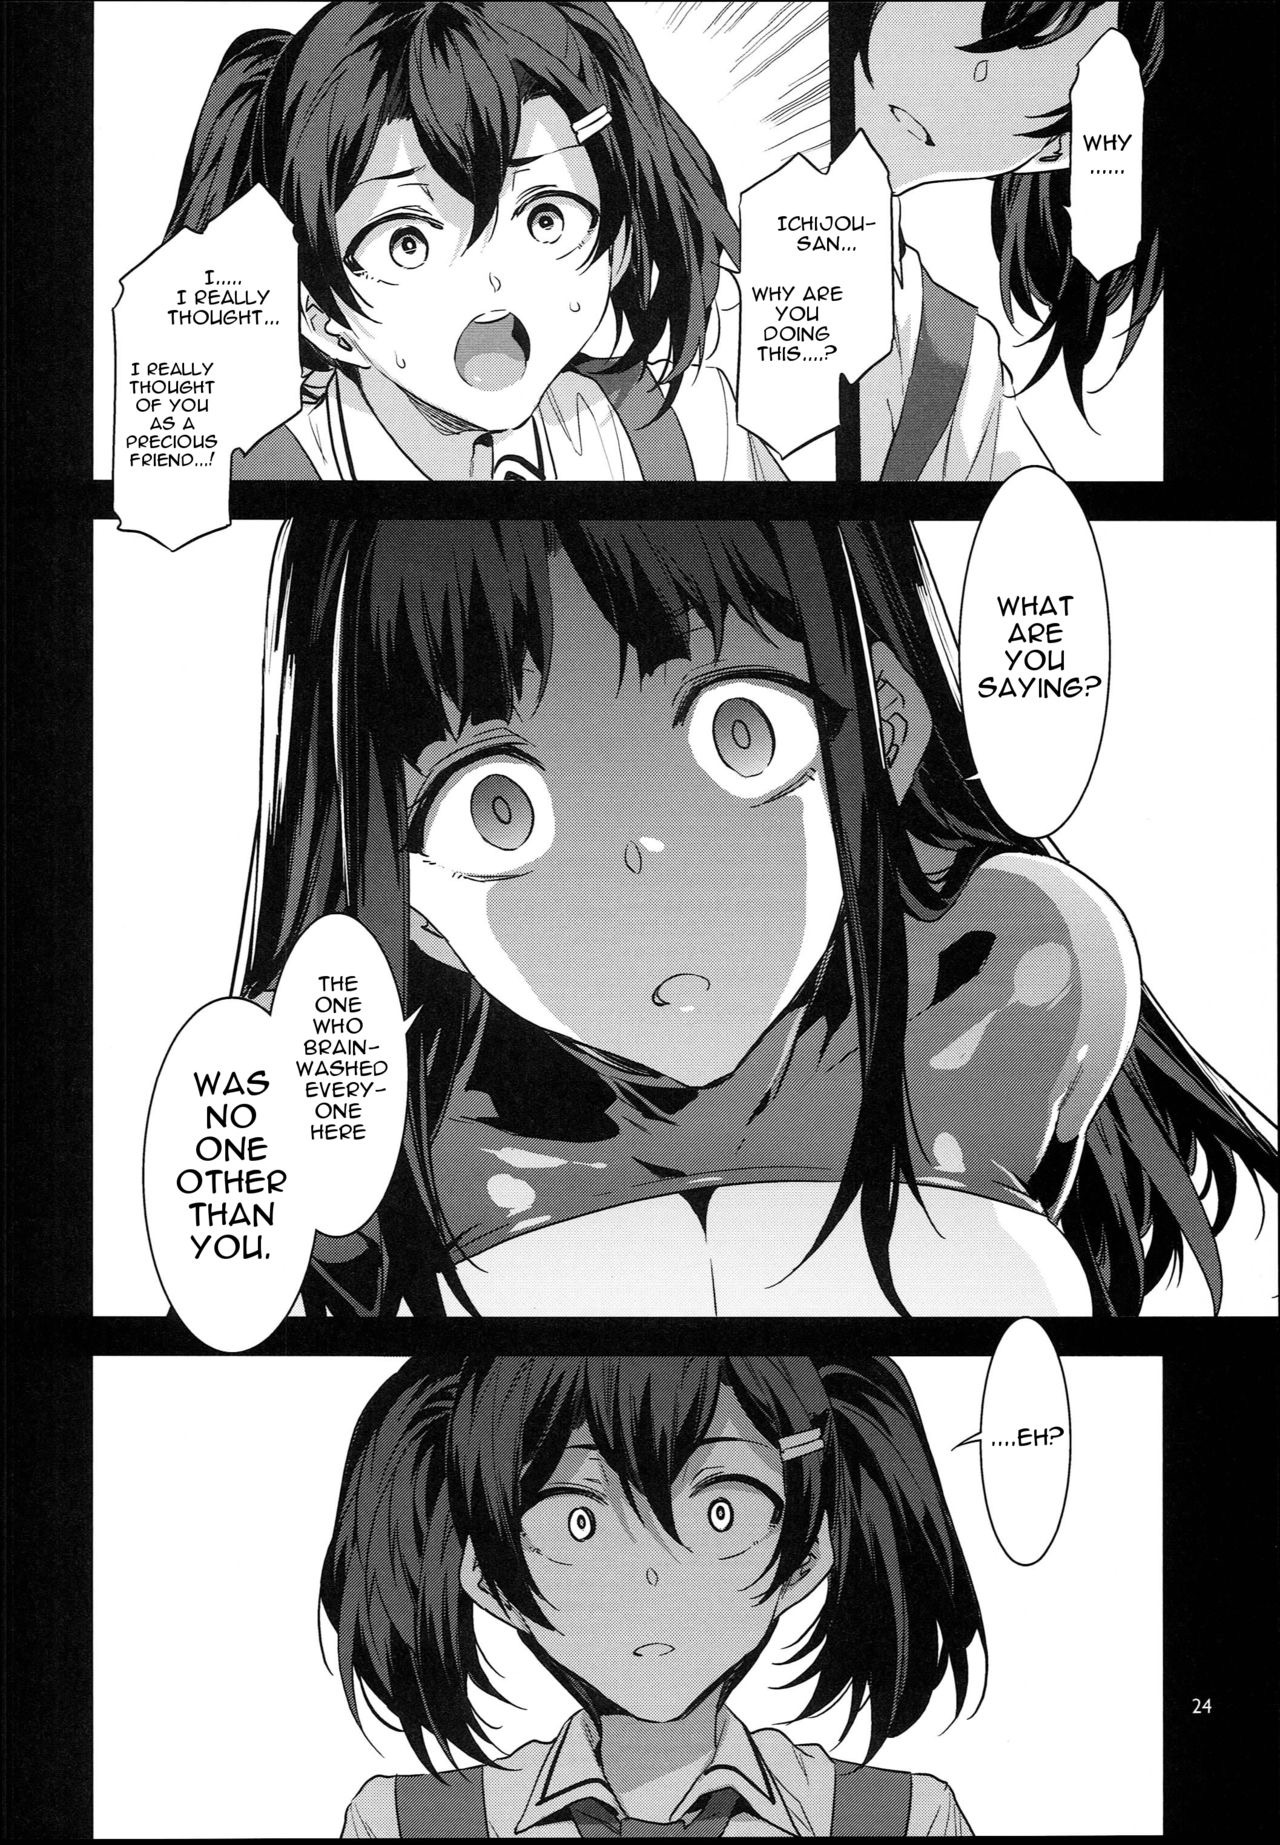 WHY
......
ICHIJOU-
SAN...
WHY ARE
YOU
DOING
THIS....?
I.....
I REALLY
THOUGHT...
I REALLY
THOUGHT
OF YOU
AS A
PRECIOUS
FRIEND...!
WHAT
ARE
YOU
SAYING?
THE
ONE
WHO
BRAIN-
WASHED
EVERY-
ONE
HERE
WAS
NO
ONE
OTHER
THAN
YOU.
....EH?
24